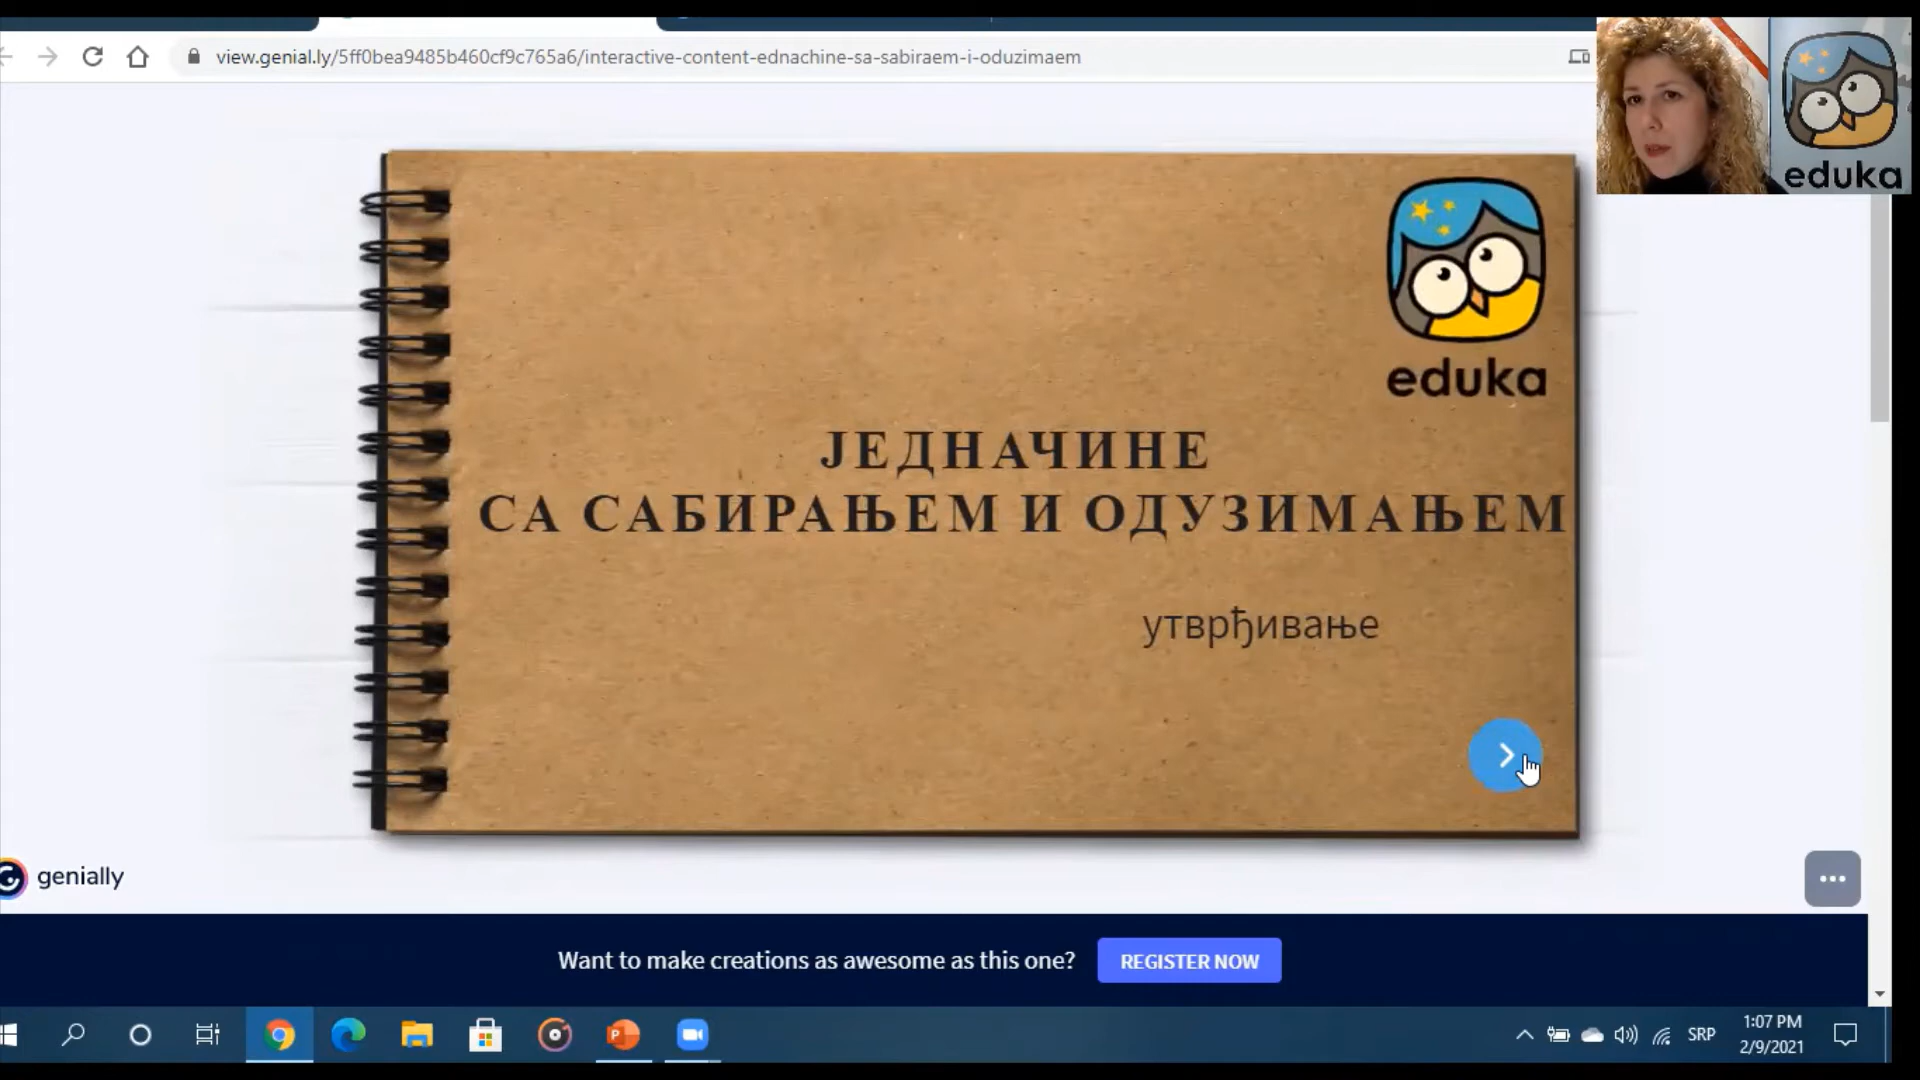 view.genial.ly/5ff0bea9485b460cf9c765a6/interactive-content-ednachine-sa-sabiraem-i-oduzimaem
eduka
eduka
ЈЕДНАЧИНЕ
СА САБИРАЊЕМ И ОДУЗИМАЊЕМ
утврђивање
genially
Want to make creations as awesome as this one?
REGISTER NOW
SRP
1:07 PM
2/9/2021